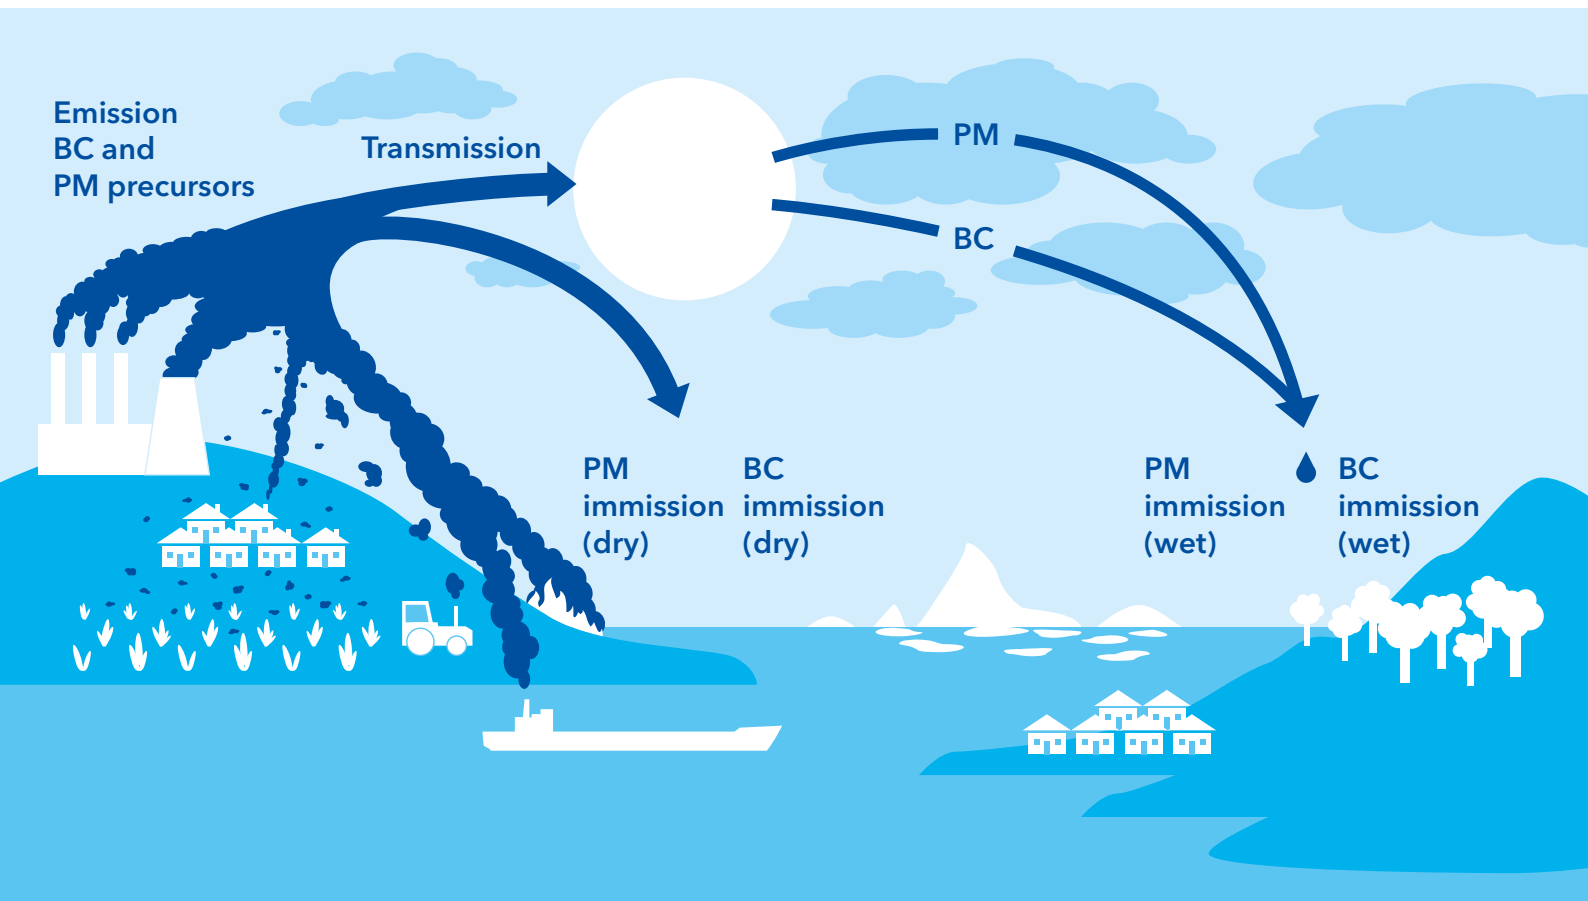 Emission
BC and
PM precursors
Transmission
PM
BC
PM
immission
(dry)
BC
immission
(dry)
PM
immission
(wet)
BC
immission
(wet)